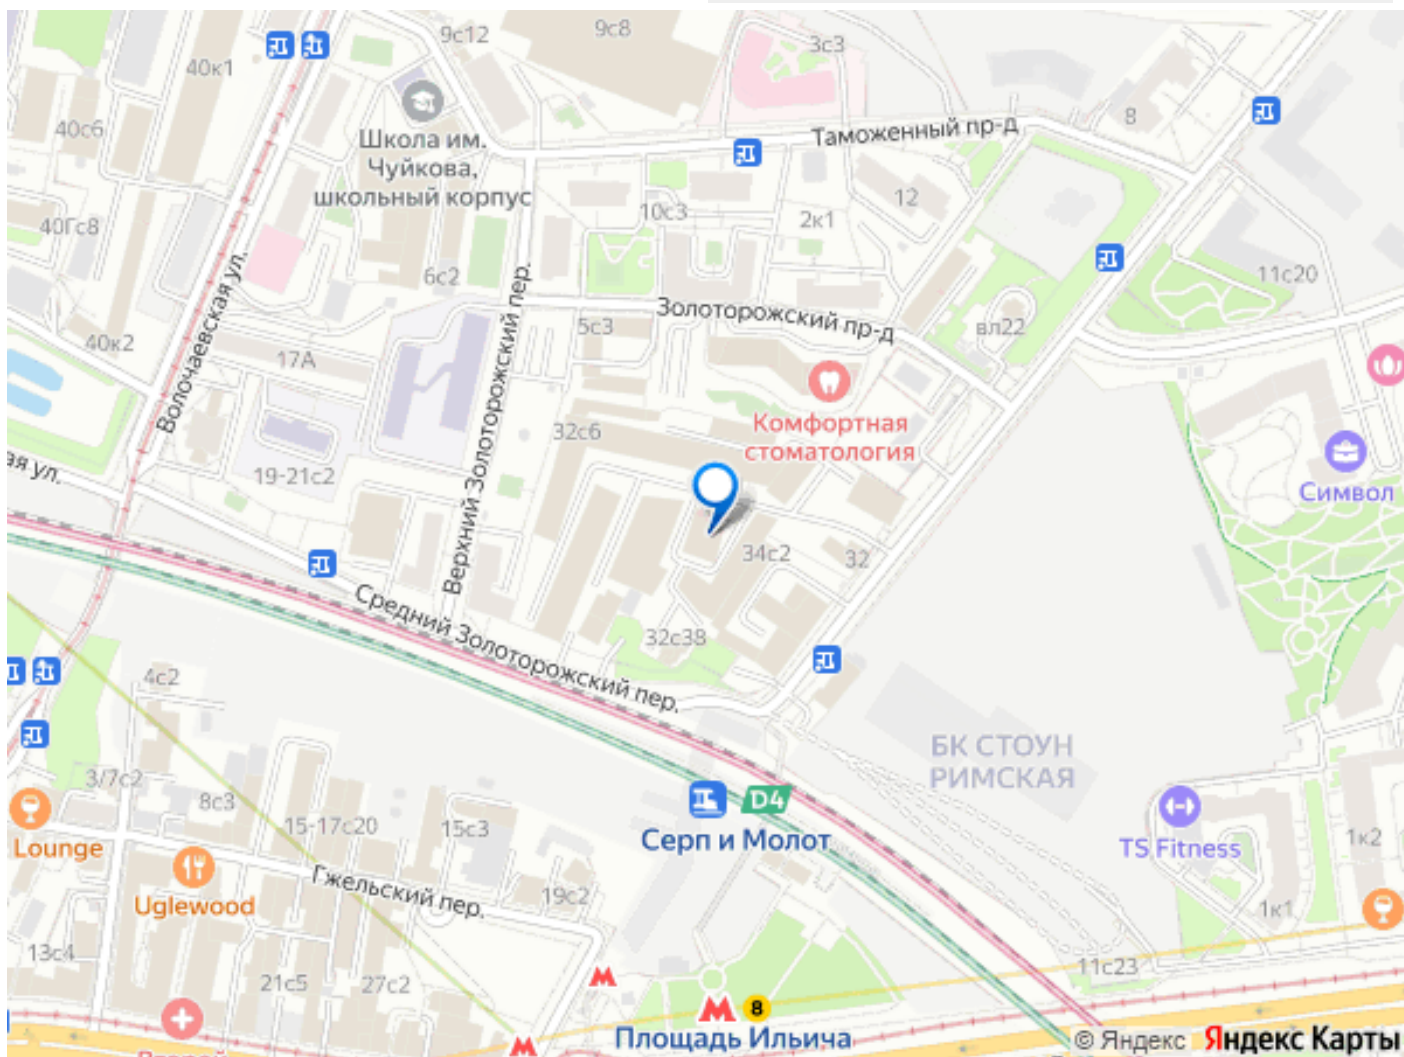 9с12
9с8
3с3
40к1
8
40с6
Школа им.
Чуйкова,
школьный корпус
Таможенный пр-д
12
10с3
2к1
40Гс8
6с2
11с20
Волочаевская ул.
Верхний Золоторожский пер.
Золоторожский пр-д
5с3
вл22
40к2
17А
Комфортная
стоматология
32с6
19-21с2
ая ул.
Символ
34с2
32
Средний Золоторожский пер.
32с38
4с2
БК СТОУН
РИМСКАЯ
3/7с2
8с3
D4
15-17с20
15с3
Серп и Молот
Lounge
TS Fitness
1к2
Гжельский пер.
19с2
Uglewood
1к1
13с4
11с23
21с5
27с2
М
М
8
Площадь Ильича
М
© Яндекс
Яндекс Карты